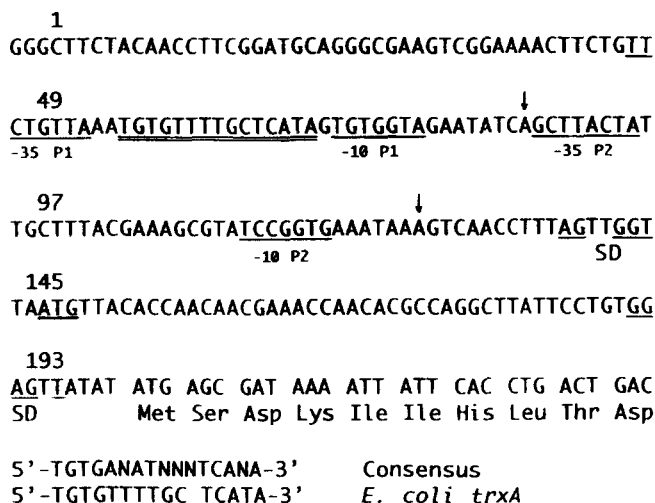 1
GGGCTTCTACAACCTTCGGATGCAGGGCGAAGTCGGAAAACTTCTGTT
49
CTGTTAAATGTGTTTTGCTCATAGTGTGGTAGAATATCAGCTTACTAT
-35 P1 -10 P1 -35 P2
97
TGCTTTACGAAAGCGTATCCGGTGAAATAAAGTCAACCTTTAGTTGGT
-10 P2 SD
145
TAATGTTACACCAACAACGAAACCAACACGCCAGGCTTATTCCTGTGG
193
AGTTATAT ATG AGC GAT AAA ATT ATT CAC CTG ACT GAC
SD Met Ser Asp Lys Ile Ile His Leu Thr Asp
5'-TGTGANATNNNTCANA-3' Consensus
5'-TGTGTTTTGC TCATA-3' E. coli trxA